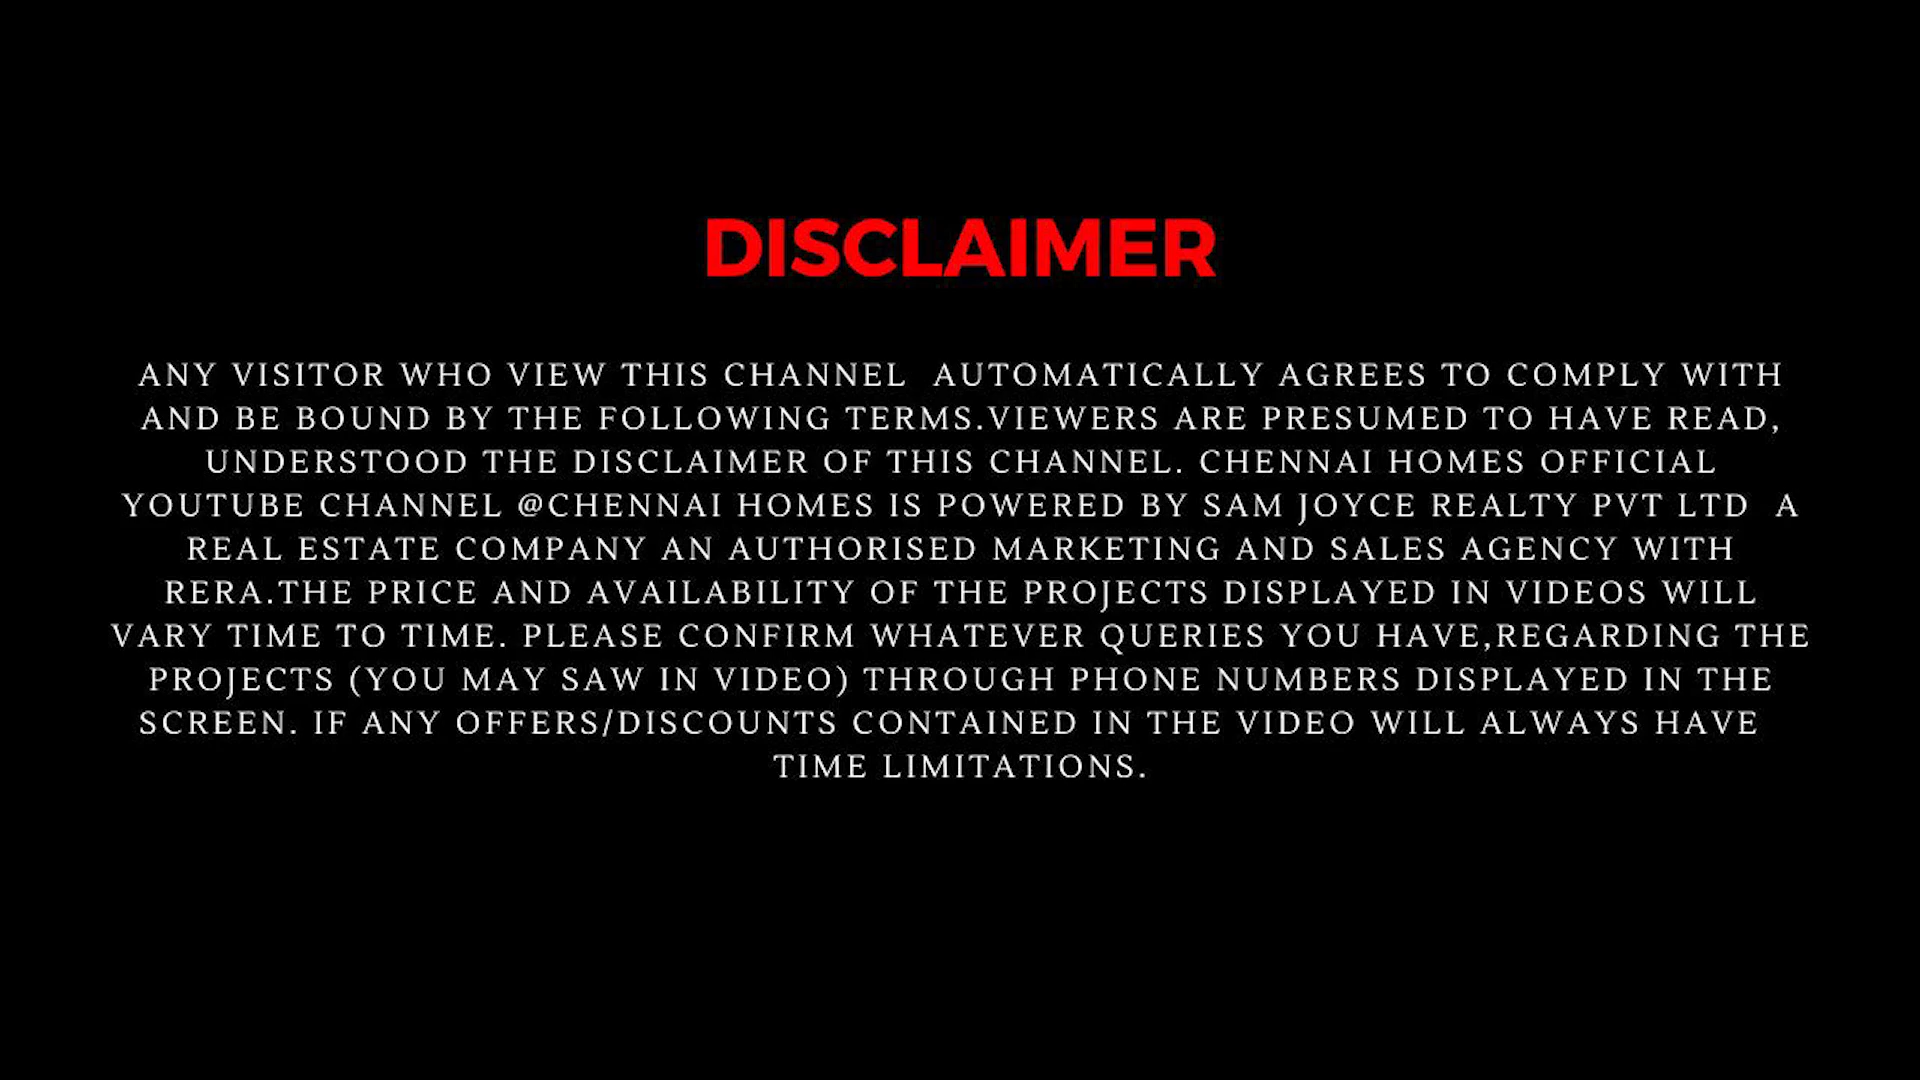 DISCLAIMER
ANY VISITOR WHO VIEW THIS CHANNEL AUTOMATICALLY AGREES TO COMPLY WITH
AND BE BOUND BY THE FOLLOWING TERMS.VIEWERS ARE PRESUMED TO HAVE READ,
UNDERSTOOD THE DISCLAIMER OF THIS CHANNEL. CHENNAI HOMES OFFICIAL
YOUTUBE CHANNEL @CHENNAI HOMES IS POWERED BY SAM JOYCE REALTY PVT LTD A
REAL ESTATE COMPANY AN AUTHORISED MARKETING AND SALES AGENCY WITH
RERA.THE PRICE AND AVAILABILITY OF THE PROJECTS DISPLAYED IN VIDEOS WILL
VARY TIME TO TIME. PLEASE CONFIRM WHATEVER QUERIES YOU HAVE,REGARDING THE
PROJECTS (YOU MAY SAW IN VIDEO) THROUGH PHONE NUMBERS DISPLAYED IN THE
SCREEN. IF ANY OFFERS/DISCOUNTS CONTAINED IN THE VIDEO WILL ALWAYS HAVE
TIME LIMITATIONS.